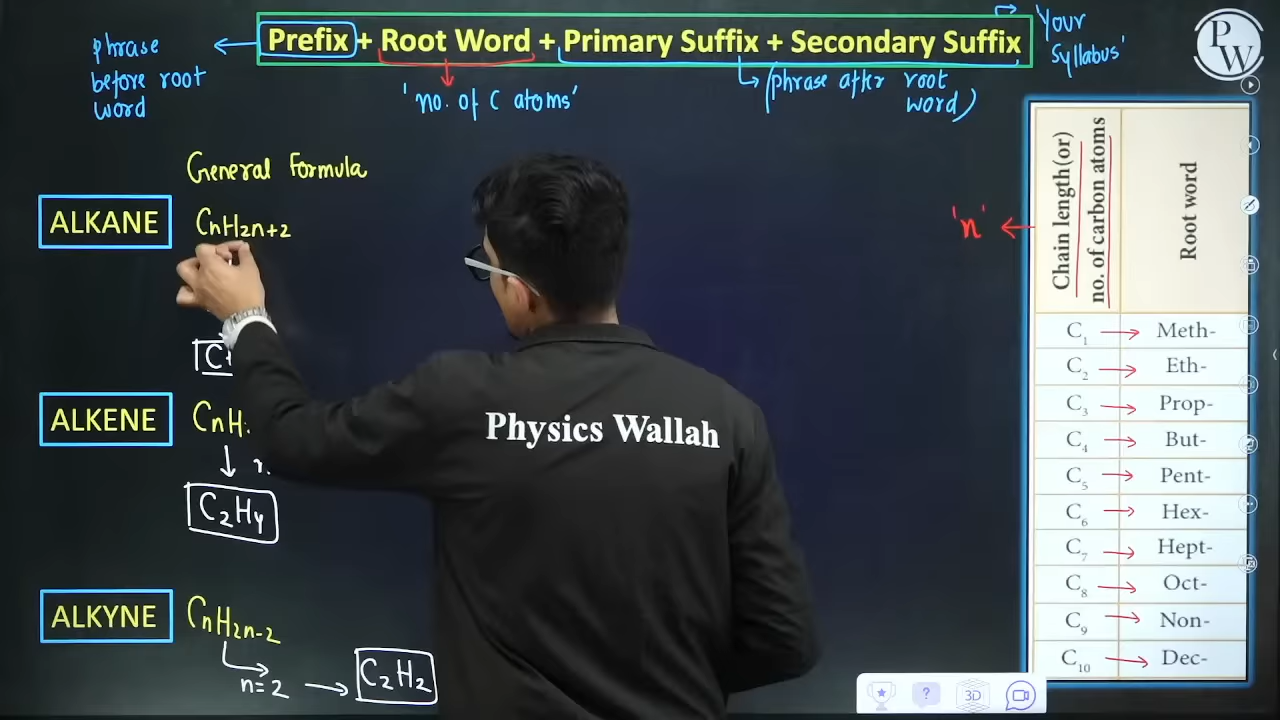 Prefix + Root Word + Primary Suffix + Secondary Suffix
Your
Syllabus'
phrase
before root
word
'no. of C atoms'
(phrase after root
word)
PW
General Formula
ALKANE
CnH2n+2
ALKENE
CnH
C2H4
ALKYNE
CnH2n-2
n=2
C2H2
Physics Wallah
'n'
Chain length(or)
no. of carbon atoms
Root word
C1 Meth-
C2 Eth-
C3 Prop-
C4 But-
C5 Pent-
C6 Hex-
C7 Hept-
C8 Oct-
C9 Non-
C10 Dec-
?
3D